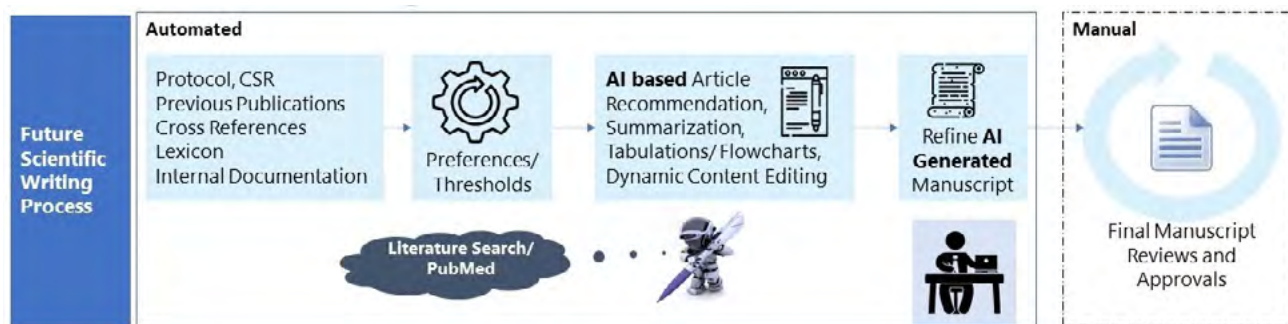 Future
Scientific
Writing
Process
Automated
Protocol, CSR
Previous Publications
Cross References
Lexicon
Internal Documentation
Preferences/
Thresholds
AI based Article
Recommendation,
Summarization,
Tabulations/ Flowcharts,
Dynamic Content Editing
Refine AI
Generated
Manuscript
Literature Search/
PubMed
Manual
Final Manuscript
Reviews and
Approvals